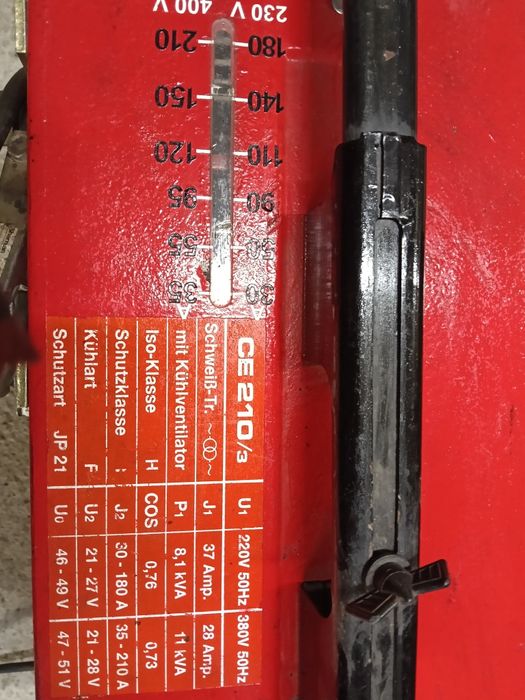 30 35
50 55
90 95
110 120
140 150
180 210
230 V 400 V
CE 210/3 U1 220V 50Hz 380V 50Hz
Schweiß-Tr. J1 37 Amp. 28 Amp.
mit Kühlventilator P1 8,1 kVA 11 kVA
Iso-Klasse H COS 0,76 0,73
Schutzklasse : J2 30 - 180 A 35 - 210 A
Kühlart F U2 21 - 27 V 21 - 28 V
Schutzart JP 21 U0 46 - 49 V 47 - 51 V